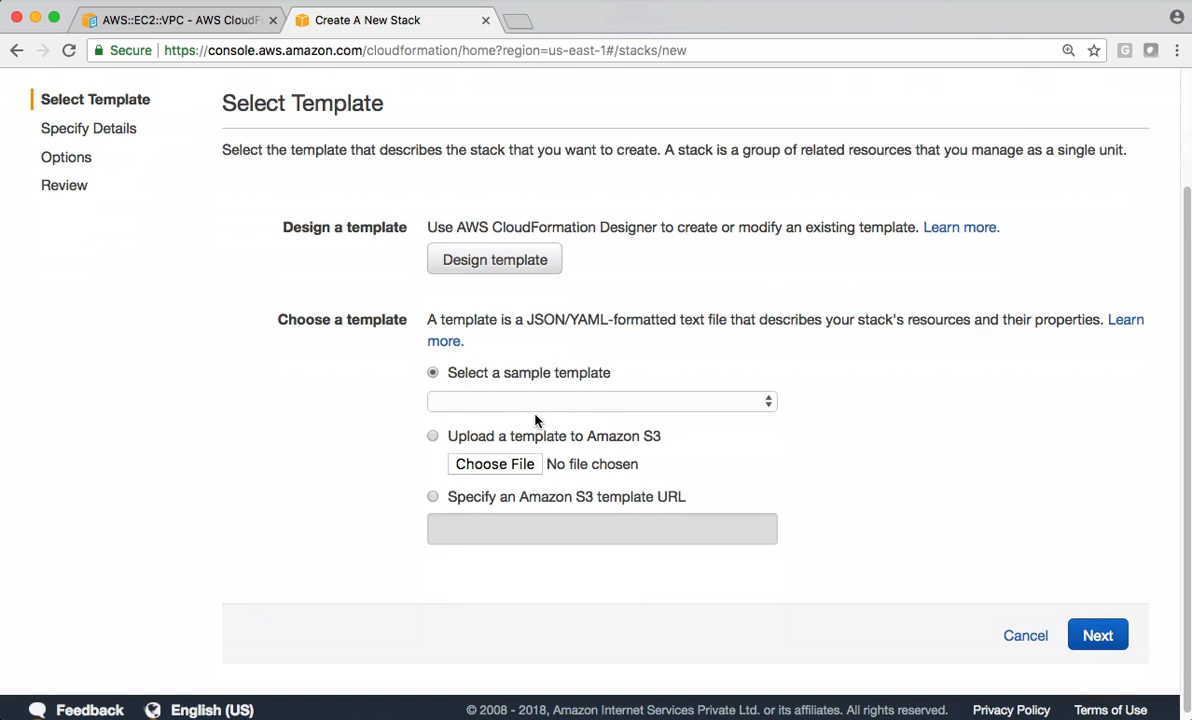 AWS::EC2::VPC - AWS CloudF
Create A New Stack
Secure
https://console.aws.amazon.com/cloudformation/home?region=us-east-1#/stacks/new
G
Select Template
Specify Details
Options
Review
Select Template
Select the template that describes the stack that you want to create. A stack is a group of related resources that you manage as a single unit.
Design a template
Use AWS CloudFormation Designer to create or modify an existing template. Learn more.
Design template
Choose a template
A template is a JSON/YAML-formatted text file that describes your stack's resources and their properties. Learn
more.
Select a sample template
Upload a template to Amazon S3
Choose File No file chosen
Specify an Amazon S3 template URL
Cancel
Next
Feedback
English (US)
© 2008 - 2018, Amazon Internet Services Private Ltd. or its affiliates. All rights reserved.
Privacy Policy
Terms of Use